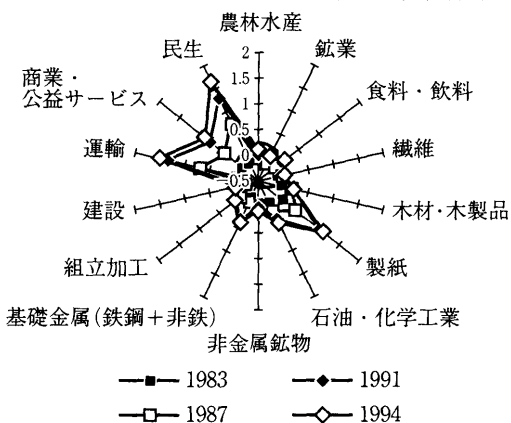 農林水産
民生
鉱業
商業・
公益サービス
食料・飲料
運輸
繊維
建設
木材・木製品
組立加工
製紙
基礎金属(鉄鋼+非鉄)
石油・化学工業
非金属鉱物
2
1.5
1
0.5
0
-0.5
1983
1991
1987
1994